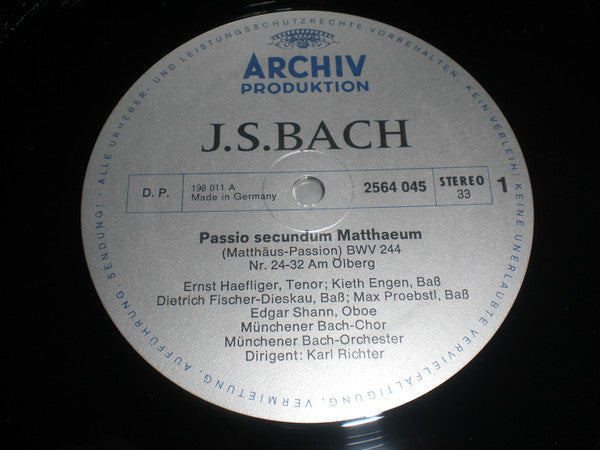 ALLE URHEBER- UND LEISTUNGSSCHUTZRECHTE VORBEHALTEN · KEIN VERLEIH! · KEINE UNERLAUBTE VERVIELFÄLTIGUNG, VERMIETUNG, AUFFÜHRUNG, SENDUNG! ·
ARCHIV
PRODUKTION
J.S.BACH
D. P.
198 011 A
Made in Germany
2564 045
STEREO
33
1
Passio secundum Matthaeum
(Matthäus-Passion) BWV 244
Nr. 24-32 Am Ölberg
Ernst Haefliger, Tenor; Kieth Engen, Baß
Dietrich Fischer-Dieskau, Baß; Max Proebstl, Baß
Edgar Shann, Oboe
Münchener Bach-Chor
Münchener Bach-Orchester
Dirigent: Karl Richter